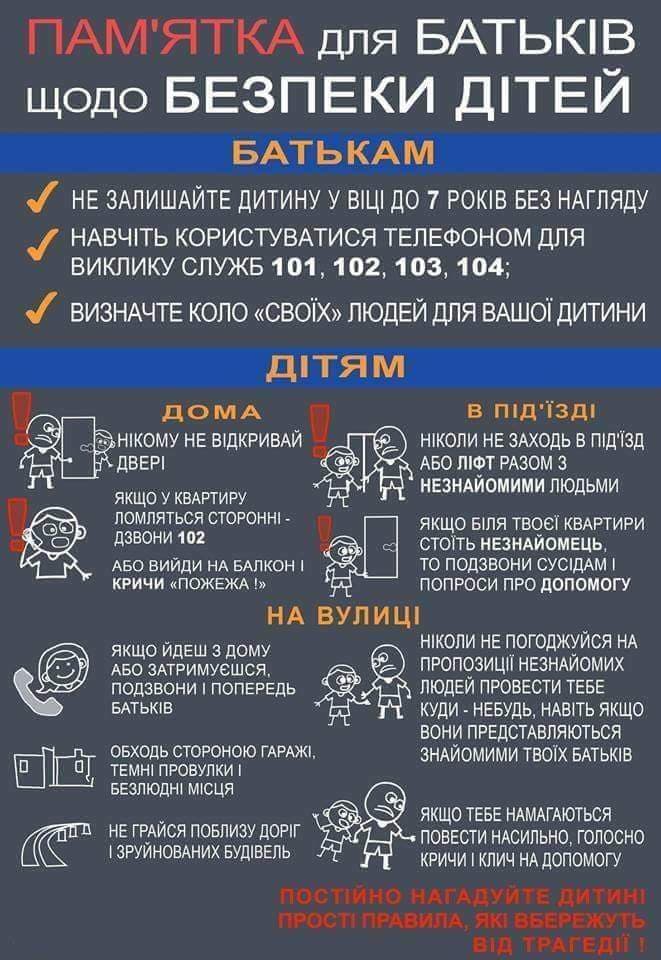 ПАМ'ЯТКА для БАТЬКІВ
щодо БЕЗПЕКИ ДІТЕЙ
БАТЬКАМ
НЕ ЗАЛИШАЙТЕ ДИТИНУ У ВІЦІ ДО 7 РОКІВ БЕЗ НАГЛЯДУ
НАВЧІТЬ КОРИСТУВАТИСЯ ТЕЛЕФОНОМ ДЛЯ
ВИКЛИКУ СЛУЖБ 101, 102, 103, 104;
ВИЗНАЧТЕ КОЛО «СВОЇХ» ЛЮДЕЙ ДЛЯ ВАШОЇ ДИТИНИ
ДІТЯМ
ДОМА
НІКОМУ НЕ ВІДКРИВАЙ
ДВЕРІ
ЯКЩО У КВАРТИРУ
ЛОМЛЯТЬСЯ СТОРОННІ -
ДЗВОНИ 102
АБО ВИЙДИ НА БАЛКОН І
КРИЧИ «ПОЖЕЖА !»
В ПІД'ЇЗДІ
НІКОЛИ НЕ ЗАХОДЬ В ПІД'ЇЗД
АБО ЛІФТ РАЗОМ З
НЕЗНАЙОМИМИ ЛЮДЬМИ
ЯКЩО БІЛЯ ТВОЄЇ КВАРТИРИ
СТОЇТЬ НЕЗНАЙОМЕЦЬ,
ТО ПОДЗВОНИ СУСІДАМ І
ПОПРОСИ ПРО ДОПОМОГУ
НА ВУЛИЦІ
ЯКЩО ЙДЕШ З ДОМУ
АБО ЗАТРИМУЄШСЯ,
ПОДЗВОНИ І ПОПЕРЕДЬ
БАТЬКІВ
ОБХОДЬ СТОРОНОЮ ГАРАЖІ,
ТЕМНІ ПРОВУЛКИ І
БЕЗЛЮДНІ МІСЦЯ
НЕ ГРАЙСЯ ПОБЛИЗУ ДОРІГ
І ЗРУЙНОВАНИХ БУДІВЕЛЬ
НІКОЛИ НЕ ПОГОДЖУЙСЯ НА
ПРОПОЗИЦІЇ НЕЗНАЙОМИХ
ЛЮДЕЙ ПРОВЕСТИ ТЕБЕ
КУДИ - НЕБУДЬ, НАВІТЬ ЯКЩО
ВОНИ ПРЕДСТАВЛЯЮТЬСЯ
ЗНАЙОМИМИ ТВОЇХ БАТЬКІВ
ЯКЩО ТЕБЕ НАМАГАЮТЬСЯ
ПОВЕСТИ НАСИЛЬНО, ГОЛОСНО
КРИЧИ І КЛИЧ НА ДОПОМОГУ
ПОСТІЙНО НАГАДУЙТЕ ДИТИНІ
ПРОСТІ ПРАВИЛА, ЯКІ ВБЕРЕЖУТЬ
ВІД ТРАГЕДІЇ !